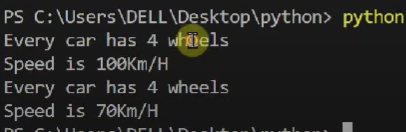 PS C:\Users\DELL\Desktop\python> python
Every car has 4 wheels
Speed is 100Km/H
Every car has 4 wheels
Speed is 70Km/H
PS C:\Users\DELL\Desktop\python>